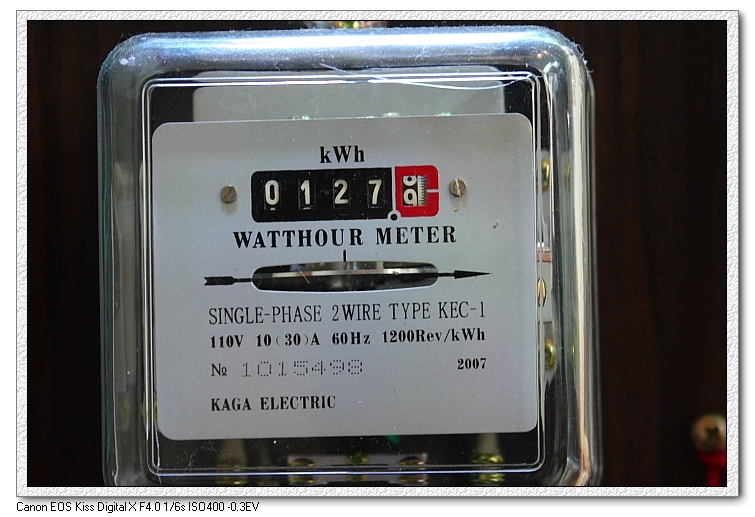 kWh
0127
WATTHOUR METER
SINGLE-PHASE 2WIRE TYPE KEC-1
110V 10(30)A 60Hz 1200Rev/kWh
№ 1015498
2007
KAGA ELECTRIC
Canon EOS Kiss Digital X F4.0 1/6s ISO400 -0.3EV